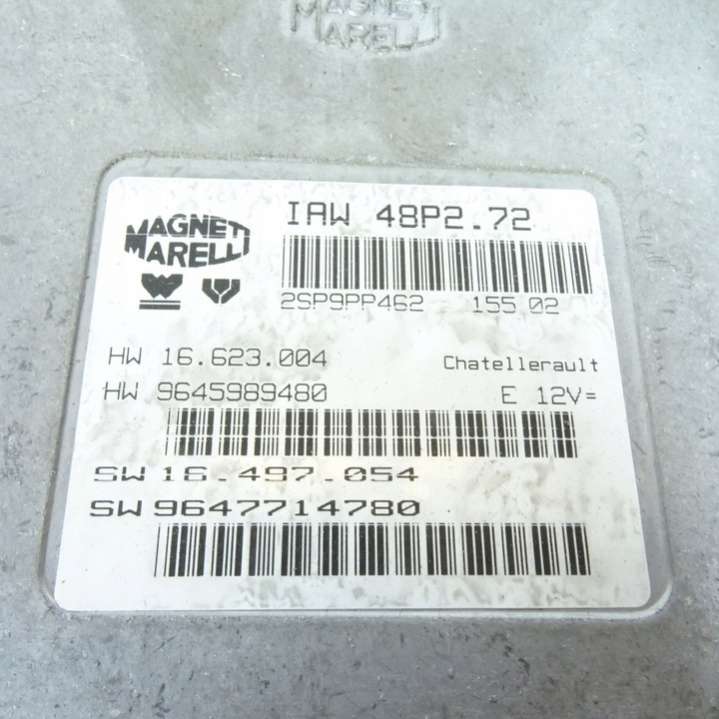 MAGNETI
MARELLI
MAGNETI
MARELLI
IAW 48P2.72
2SP9PP462 155 02
HW 16.623.004
Chatellerault
HW 9645989480
E 12V=
SW 16.497.054
SW 9647714780